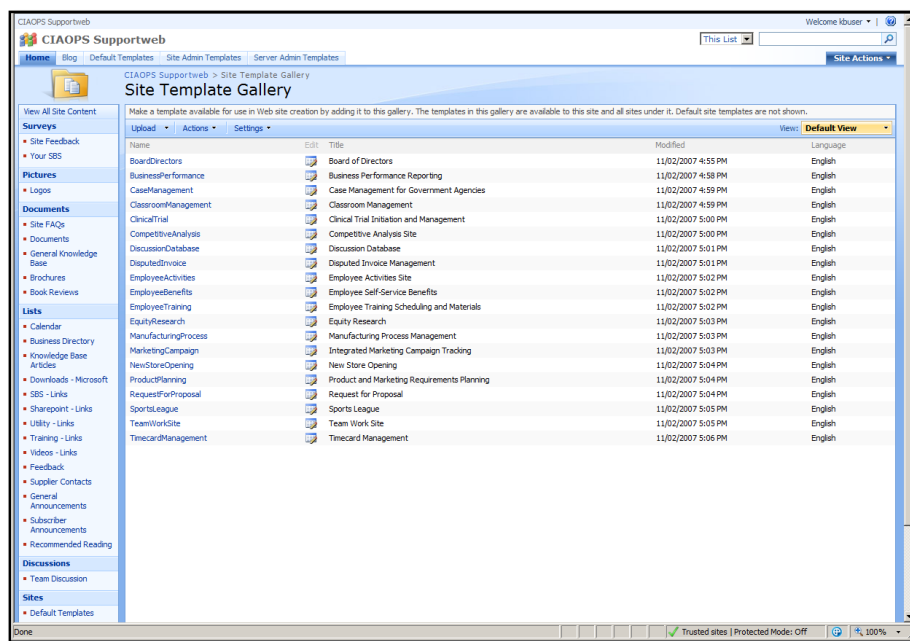 CIAOPS Supportweb
Welcome kbuser
CIAOPS Supportweb
This List
Home Blog Default Templates Site Admin Templates Server Admin Templates
Site Actions
CIAOPS Supportweb > Site Template Gallery
Site Template Gallery
View All Site Content
Make a template available for use in Web site creation by adding it to this gallery. The templates in this gallery are available to this site and all sites under it. Default site templates are not shown.
Surveys
Site Feedback
Your SBS
Pictures
Logos
Documents
Site FAQs
Documents
General Knowledge
Base
Brochures
Book Reviews
Lists
Calendar
Business Directory
Knowledge Base
Articles
Downloads - Microsoft
SBS - Links
Sharepoint - Links
Utility - Links
Training - Links
Videos - Links
Feedback
Supplier Contacts
General
Announcements
Subscriber
Announcements
Recommended Reading
Discussions
Team Discussion
Sites
Default Templates
Upload Actions Settings View: Default View
Name Edit Title Modified Language
BoardDirectors Board of Directors 11/02/2007 4:55 PM English
BusinessPerformance Business Performance Reporting 11/02/2007 4:58 PM English
CaseManagement Case Management for Government Agencies 11/02/2007 4:59 PM English
ClassroomManagement Classroom Management 11/02/2007 4:59 PM English
ClinicalTrial Clinical Trial Initiation and Management 11/02/2007 5:00 PM English
CompetitiveAnalysis Competitive Analysis Site 11/02/2007 5:00 PM English
DiscussionDatabase Discussion Database 11/02/2007 5:01 PM English
DisputedInvoice Disputed Invoice Management 11/02/2007 5:01 PM English
EmployeeActivities Employee Activities Site 11/02/2007 5:02 PM English
EmployeeBenefits Employee Self-Service Benefits 11/02/2007 5:02 PM English
EmployeeTraining Employee Training Scheduling and Materials 11/02/2007 5:02 PM English
EquityResearch Equity Research 11/02/2007 5:03 PM English
ManufacturingProcess Manufacturing Process Management 11/02/2007 5:03 PM English
MarketingCampaign Integrated Marketing Campaign Tracking 11/02/2007 5:03 PM English
NewStoreOpening New Store Opening 11/02/2007 5:04 PM English
ProductPlanning Product and Marketing Requirements Planning 11/02/2007 5:04 PM English
RequestForProposal Request for Proposal 11/02/2007 5:04 PM English
SportsLeague Sports League 11/02/2007 5:05 PM English
TeamWorkSite Team Work Site 11/02/2007 5:05 PM English
TimecardManagement Timecard Management 11/02/2007 5:06 PM English
Done
Trusted sites | Protected Mode: Off
100%